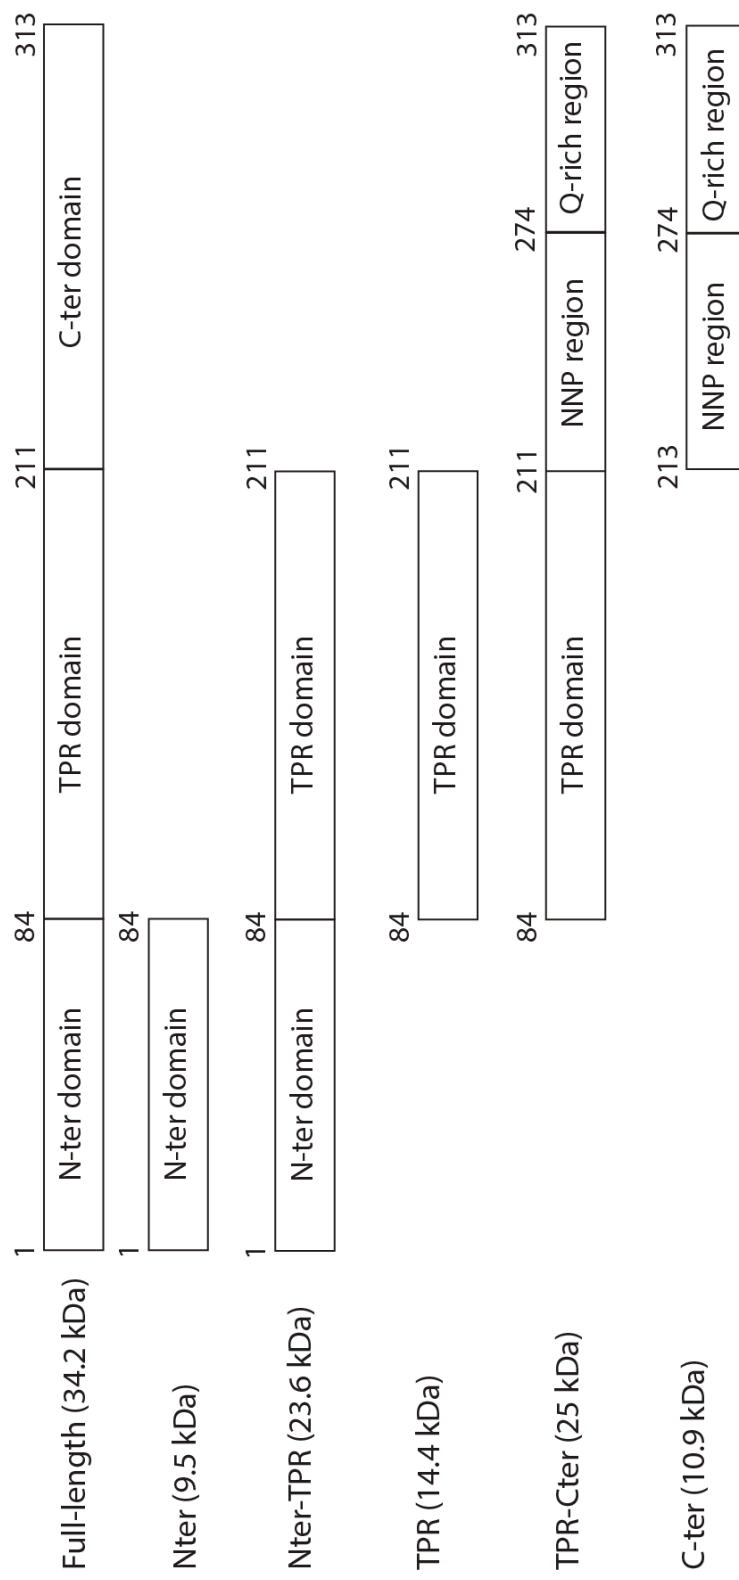 Full-length (34.2 kDa)
1 84 211 313
N-ter domain TPR domain C-ter domain
Nter (9.5 kDa)
1 84
N-ter domain
Nter-TPR (23.6 kDa)
1 84 211
N-ter domain TPR domain
TPR (14.4 kDa)
84 211
TPR domain
TPR-Cter (25 kDa)
84 211 274 313
TPR domain NNP region Q-rich region
C-ter (10.9 kDa)
213 274 313
NNP region Q-rich region